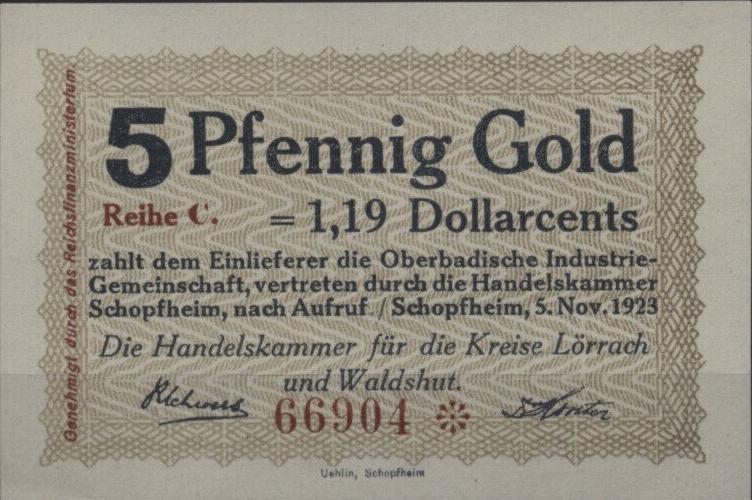 5 Pfennig Gold
Reihe C. = 1,19 Dollarcents
zahlt dem Einlieferer die Oberbadische Industrie-
Gemeinschaft, vertreten durch die Handelskammer
Schopfheim, nach Aufruf / Schopfheim, 5. Nov. 1923
Die Handelskammer für die Kreise Lörrach
und Waldshut.
66904
Genehmigt durch das Reichsfinanzministerium.
Uehlin, Schopfheim